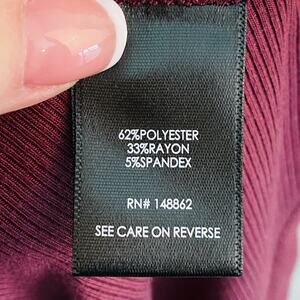 62%POLYESTER
33%RAYON
5%SPANDEX
RN# 148862
SEE CARE ON REVERSE